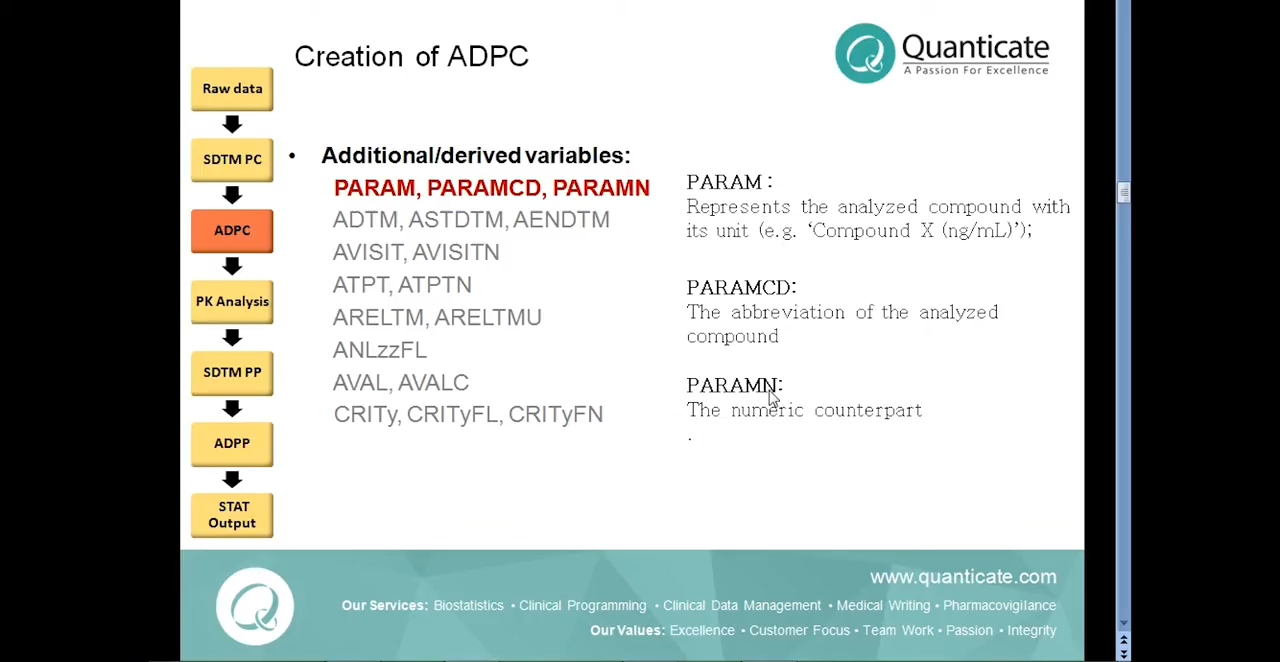 Creation of ADPC
Quanticate
A Passion For Excellence
Raw data
SDTM PC
ADPC
PK Analysis
SDTM PP
ADPP
STAT
Output
• Additional/derived variables:
PARAM, PARAMCD, PARAMN
ADTM, ASTDTM, AENDTM
AVISIT, AVISITN
ATPT, ATPTN
ARELTM, ARELTMU
ANLzzFL
AVAL, AVALC
CRITy, CRITyFL, CRITyFN
PARAM :
Represents the analyzed compound with
its unit (e.g. ‘Compound X (ng/mL)’);
PARAMCD:
The abbreviation of the analyzed
compound
PARAMN:
The numeric counterpart
.
www.quanticate.com
Our Services: Biostatistics • Clinical Programming • Clinical Data Management • Medical Writing • Pharmacovigilance
Our Values: Excellence • Customer Focus • Team Work • Passion • Integrity